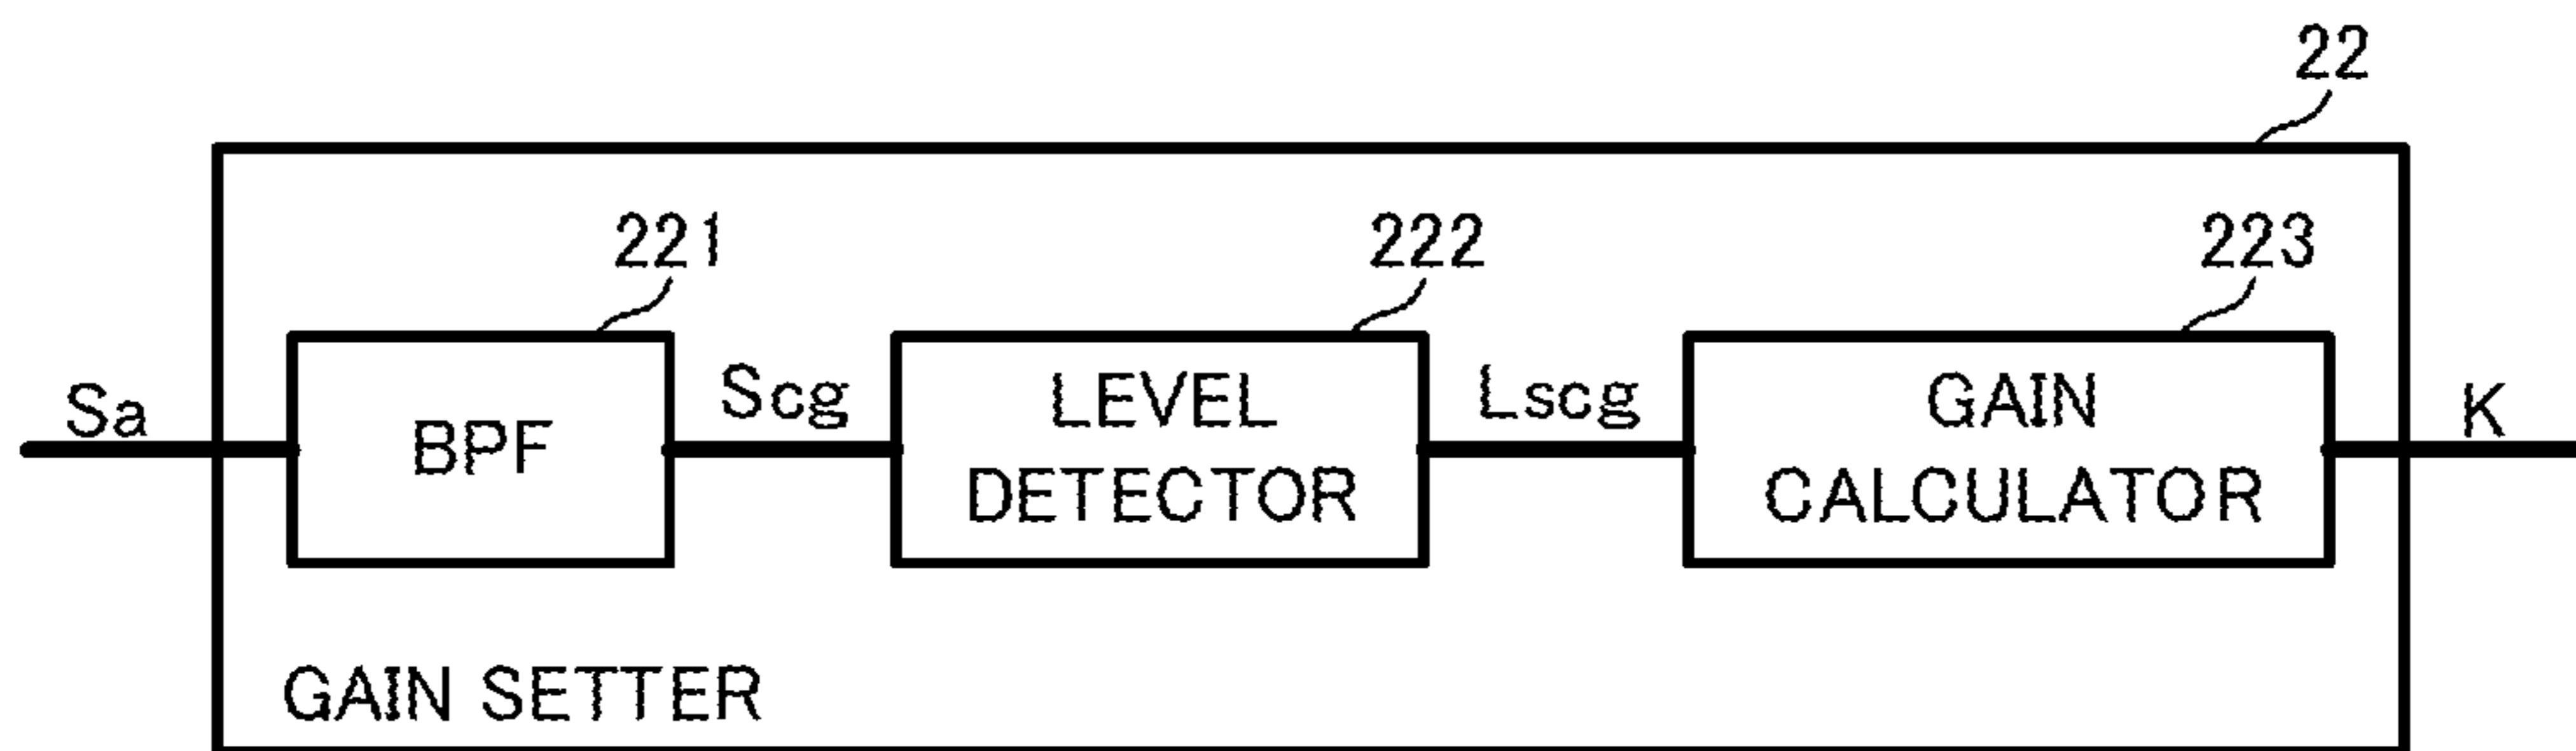 22
221
222
223
Sa
BPF
Scg
LEVEL
DETECTOR
Lscg
GAIN
CALCULATOR
K
GAIN SETTER